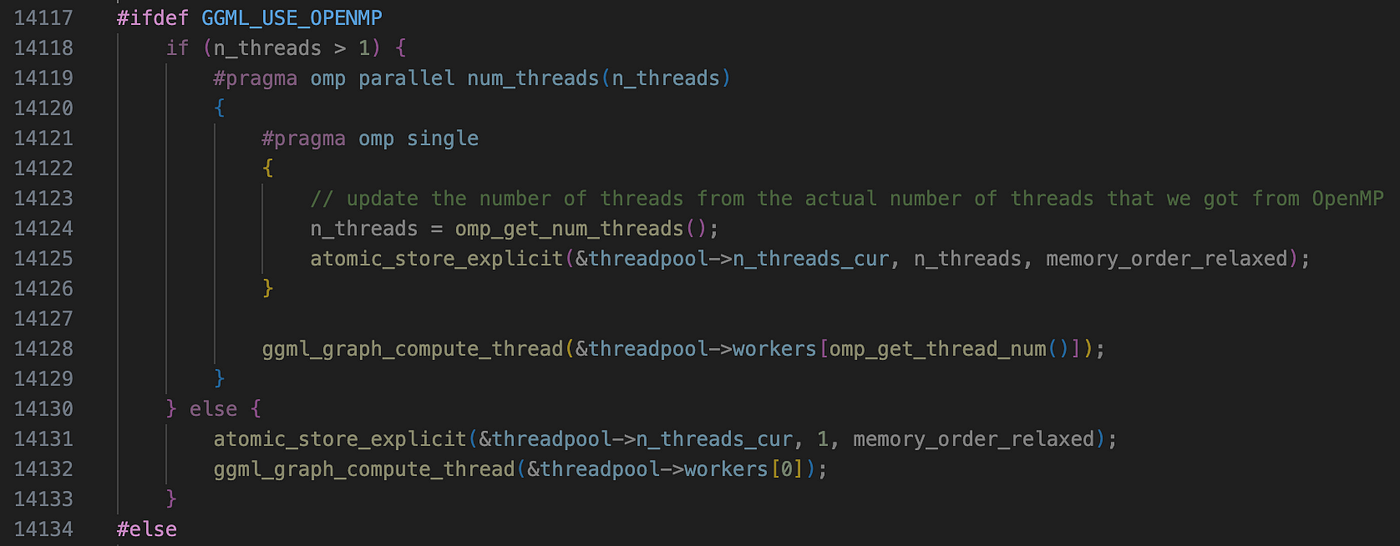 14117 #ifdef GGML_USE_OPENMP
14118     if (n_threads > 1) {
14119         #pragma omp parallel num_threads(n_threads)
14120         {
14121             #pragma omp single
14122             {
14123                 // update the number of threads from the actual number of threads that we got from OpenMP
14124                 n_threads = omp_get_num_threads();
14125                 atomic_store_explicit(&threadpool->n_threads_cur, n_threads, memory_order_relaxed);
14126             }
14127
14128             ggml_graph_compute_thread(&threadpool->workers[omp_get_thread_num()]);
14129         }
14130     } else {
14131         atomic_store_explicit(&threadpool->n_threads_cur, 1, memory_order_relaxed);
14132         ggml_graph_compute_thread(&threadpool->workers[0]);
14133     }
14134 #else